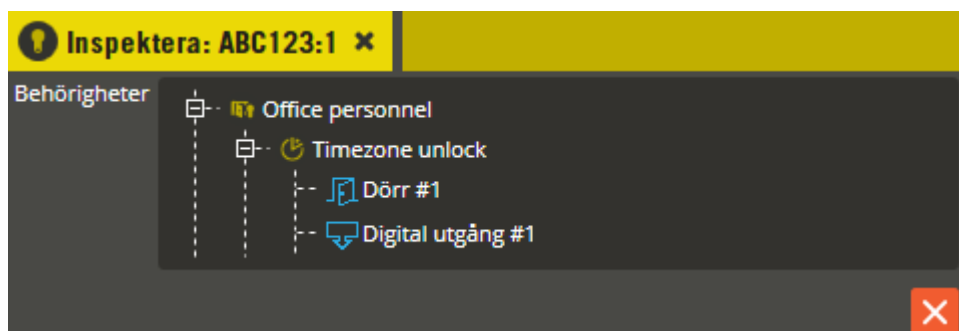 Inspektera: ABC123:1
Behörigheter
Office personnel
Timezone unlock
Dörr #1
Digital utgång #1